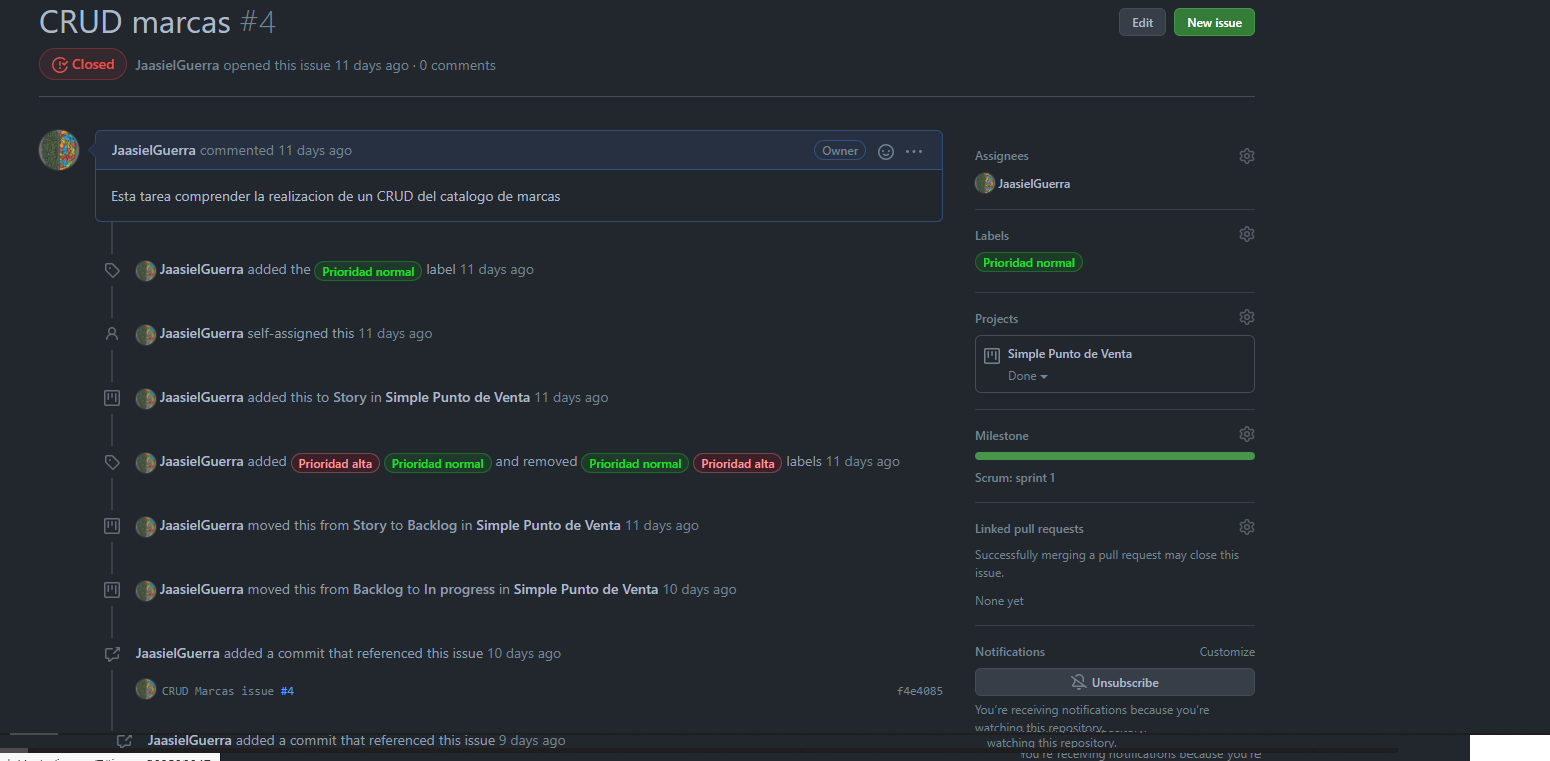 CRUD marcas #4
Edit
New issue
Closed
JaasielGuerra opened this issue 11 days ago · 0 comments
JaasielGuerra commented 11 days ago
Owner
Esta tarea comprender la realizacion de un CRUD del catalogo de marcas
JaasielGuerra added the Prioridad normal label 11 days ago
JaasielGuerra self-assigned this 11 days ago
JaasielGuerra added this to Story in Simple Punto de Venta 11 days ago
JaasielGuerra added Prioridad alta Prioridad normal and removed Prioridad normal Prioridad alta labels 11 days ago
JaasielGuerra moved this from Story to Backlog in Simple Punto de Venta 11 days ago
JaasielGuerra moved this from Backlog to In progress in Simple Punto de Venta 10 days ago
JaasielGuerra added a commit that referenced this issue 10 days ago
CRUD Marcas issue #4
f4e4085
JaasielGuerra added a commit that referenced this issue 9 days ago
Assignees
JaasielGuerra
Labels
Prioridad normal
Projects
Simple Punto de Venta
Done
Milestone
Scrum: sprint 1
Linked pull requests
Successfully merging a pull request may close this
issue.
None yet
Notifications
Customize
Unsubscribe
You're receiving notifications because you're
watching this repository.
watching this repository.
You're receiving notifications because you're